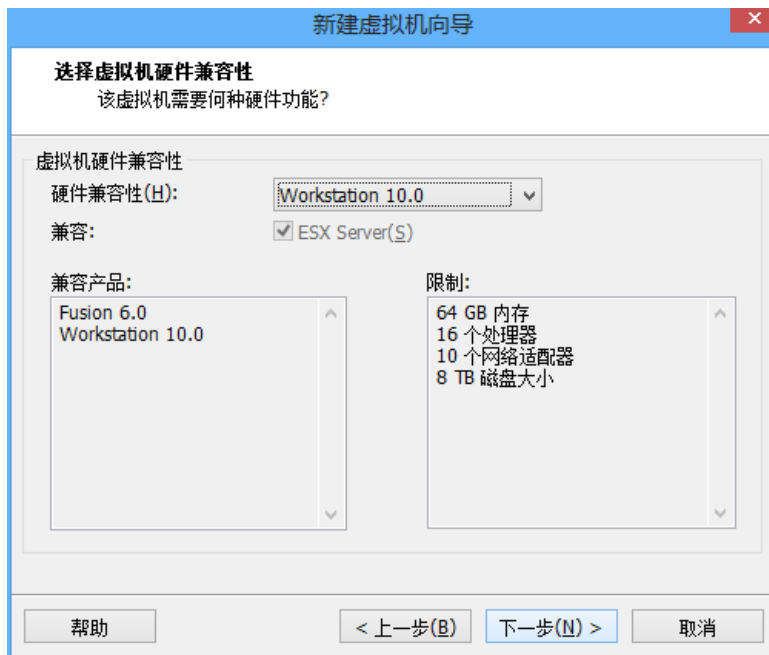 新建虚拟机向导
选择虚拟机硬件兼容性
该虚拟机需要何种硬件功能?
虚拟机硬件兼容性
硬件兼容性(H): Workstation 10.0
兼容: ESX Server(S)
兼容产品:
Fusion 6.0
Workstation 10.0
限制:
64 GB 内存
16 个处理器
10 个网络适配器
8 TB 磁盘大小
帮助 < 上一步(B) 下一步(N) > 取消